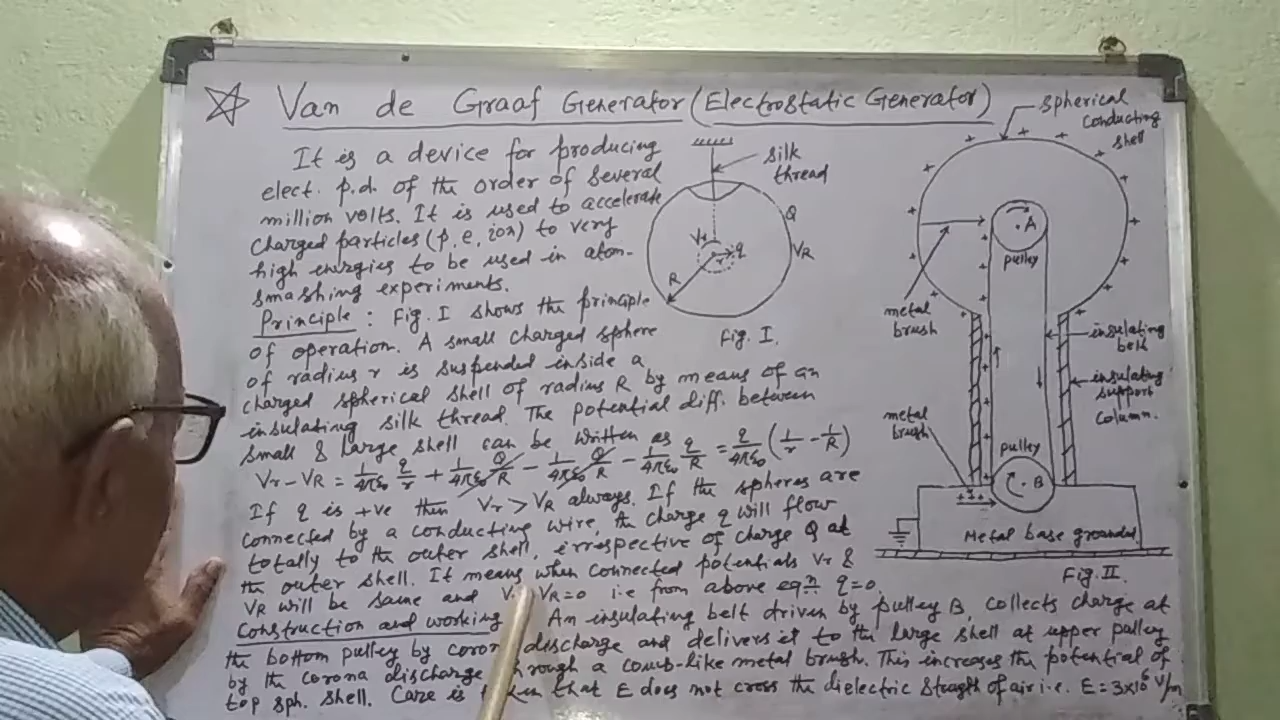 Van de Graaf Generator (Electrostatic Generator)
It is a device for producing
elect. p.d. of the order of several
million volts. It is used to accelerate
charged particles (p, e, ion) to very
high energies to be used in atom-
smashing experiments.
Principle: Fig. I shows the principle
of operation. A small charged sphere
of radius r is suspended inside a
charged spherical shell of radius R by means of an
insulating silk thread. The potential diff. between
small & large shell can be written as
Vr - VR = 1/4πε₀ q/r + 1/4πε₀ Q/R - 1/4πε₀ Q/R - 1/4πε₀ q/R = q/4πε₀ (1/r - 1/R)
If q is +ve then Vr > VR always. If the spheres are
connected by a conducting wire, the charge q will flow
totally to the outer shell, irrespective of charge Q at
the outer shell. It means when connected potentials Vr &
VR will be same and VR = 0 i.e from above eqn. q = 0.
Construction and working An insulating belt driven by pulley B, collects charge at
the bottom pulley by discharge and delivers it to the large shell at upper pulley
by the corona discharge through a comb-like metal brush. This increases the potential of
top sph. shell. Care is that E does not cross the dielectric strength of air i.e. E = 3×10⁶ V/m
silk
thread
Q
VR
Vr
q
r
R
Fig. I.
spherical
conducting
shell
A
pulley
metal
brush
insulating
belt
insulating
support
column.
metal
brush
pulley
B
Metal base grounded.
Fig. II.